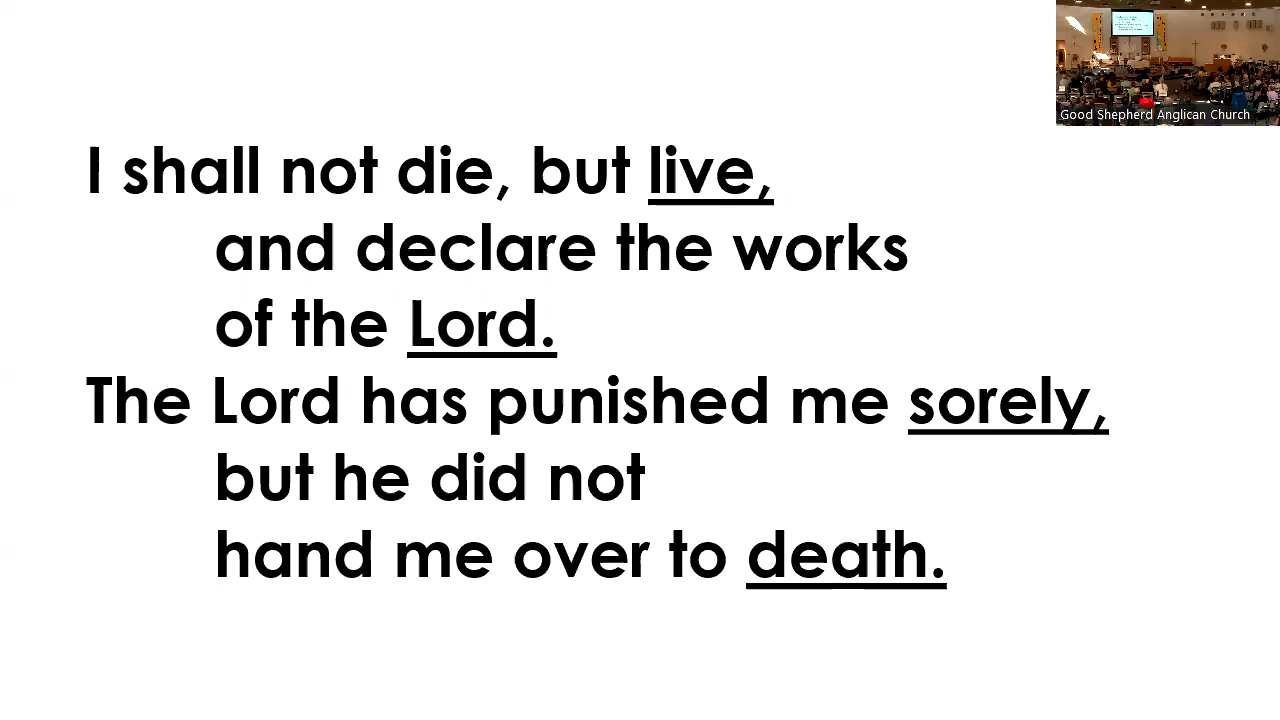 Good Shepherd Anglican Church
I shall not die, but live,
and declare the works
of the Lord.
The Lord has punished me sorely,
but he did not
hand me over to death.